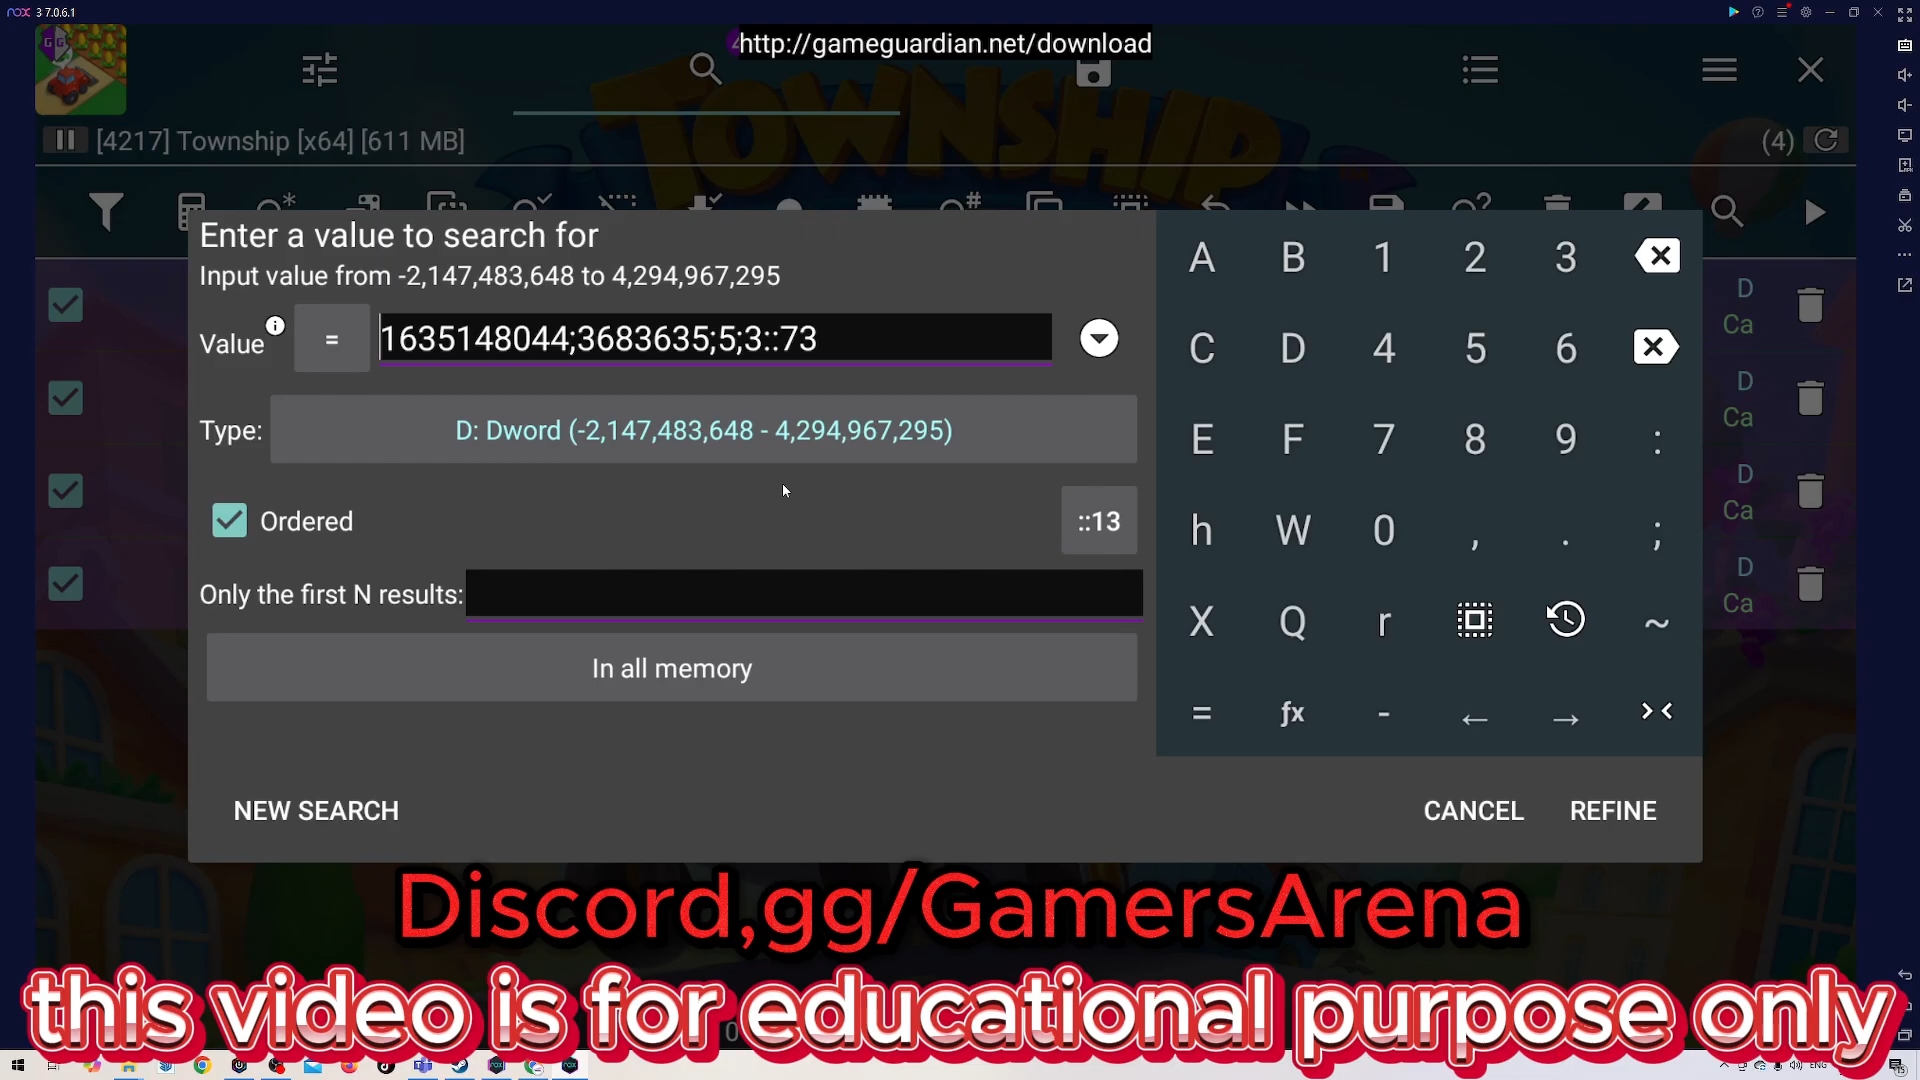 nox 3 7.0.6.1
http://gameguardian.net/download
GG
TOWNSHIP
[4217] Township [x64] [611 MB]
(4)
Enter a value to search for
Input value from -2,147,483,648 to 4,294,967,295
Value
=
1635148044;3683635;5;3::73
Type:
D: Dword (-2,147,483,648 - 4,294,967,295)
Ordered
::13
Only the first N results:
In all memory
NEW SEARCH
CANCEL
REFINE
A B 1 2 3
C D 4 5 6
E F 7 8 9 :
h W 0 , . ;
X Q r ~
= fx - ← → ><
D
Ca
D
Ca
D
Ca
D
Ca
Discord,gg/GamersArena
this video is for educational purpose only
ENG